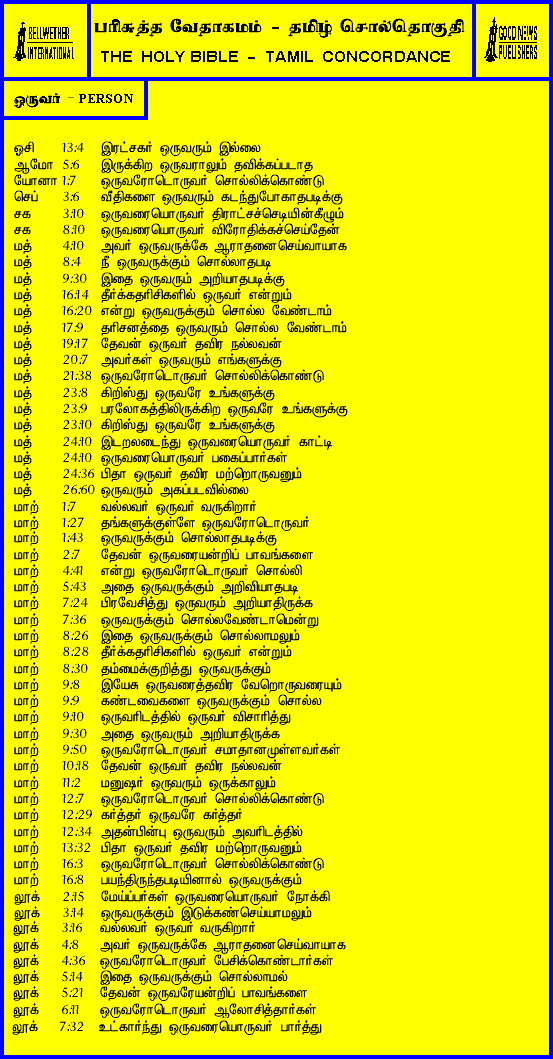 BELLWETHER
INTERNATIONAL
பரிசுத்த வேதாகமம் - தமிழ் சொல்தொகுதி
THE HOLY BIBLE - TAMIL CONCORDANCE
GOOD NEWS
PUBLISHERS
ஒருவர் - PERSON
ஓசி 13:4 இரட்சகர் ஒருவரும் இல்லை
ஆமோ 5:6 இருக்கிற ஒருவராலும் தவிக்கப்படாத
யோனா 1:7 ஒருவரோடொருவர் சொல்லிக்கொண்டு
செப் 3:6 வீதிகளை ஒருவரும் கடந்துபோகாதபடிக்கு
சக 3:10 ஒருவரையொருவர் திராட்சச்செடியின்கீழும்
சக 8:10 ஒருவரையொருவர் விரோதிக்கச்செய்தேன்
மத் 4:10 அவர் ஒருவருக்கே ஆராதனைசெய்வாயாக
மத் 8:4 நீ ஒருவருக்கும் சொல்லாதபடி
மத் 9:30 இதை ஒருவரும் அறியாதபடிக்கு
மத் 16:14 தீர்க்கதரிசிகளில் ஒருவர் என்றும்
மத் 16:20 என்று ஒருவருக்கும் சொல்ல வேண்டாம்
மத் 17:9 தரிசனத்தை ஒருவரும் சொல்ல வேண்டாம்
மத் 19:17 தேவன் ஒருவர் தவிர நல்லவன்
மத் 20:7 அவர்கள் ஒருவரும் எங்களுக்கு
மத் 21:38 ஒருவரோடொருவர் சொல்லிக்கொண்டு
மத் 23:8 கிறிஸ்து ஒருவரே உங்களுக்கு
மத் 23:9 பரலோகத்திலிருக்கிற ஒருவரே உங்களுக்கு
மத் 23:10 கிறிஸ்து ஒருவரே உங்களுக்கு
மத் 24:10 இடறலடைந்து ஒருவரையொருவர் காட்டி
மத் 24:10 ஒருவரையொருவர் பகைப்பார்கள்
மத் 24:36 பிதா ஒருவர் தவிர மற்றொருவனும்
மத் 26:60 ஒருவரும் அகப்படவில்லை
மாற் 1:7 வல்லவர் ஒருவர் வருகிறார்
மாற் 1:27 தங்களுக்குள்ளே ஒருவரோடொருவர்
மாற் 1:43 ஒருவருக்கும் சொல்லாதபடிக்கு
மாற் 2:7 தேவன் ஒருவரையன்றிப் பாவங்களை
மாற் 4:41 என்று ஒருவரோடொருவர் சொல்லி
மாற் 5:43 அதை ஒருவருக்கும் அறிவியாதபடி
மாற் 7:24 பிரவேசித்து ஒருவரும் அறியாதிருக்க
மாற் 7:36 ஒருவருக்கும் சொல்லவேண்டாமென்று
மாற் 8:26 இதை ஒருவருக்கும் சொல்லாமலும்
மாற் 8:28 தீர்க்கதரிசிகளில் ஒருவர் என்றும்
மாற் 8:30 தம்மைக்குறித்து ஒருவருக்கும்
மாற் 9:8 இயேசு ஒருவரைத்தவிர வேறொருவரையும்
மாற் 9:9 கண்டவைகளை ஒருவருக்கும் சொல்ல
மாற் 9:10 ஒருவரிடத்தில் ஒருவர் விசாரித்து
மாற் 9:30 அதை ஒருவரும் அறியாதிருக்க
மாற் 9:50 ஒருவரோடொருவர் சமாதானமுள்ளவர்கள்
மாற் 10:18 தேவன் ஒருவர் தவிர நல்லவன்
மாற் 11:2 மனுஷர் ஒருவரும் ஒருக்காலும்
மாற் 12:7 ஒருவரோடொருவர் சொல்லிக்கொண்டு
மாற் 12:29 கர்த்தர் ஒருவரே கர்த்தர்
மாற் 12:34 அதன்பின்பு ஒருவரும் அவரிடத்தில்
மாற் 13:32 பிதா ஒருவர் தவிர மற்றொருவனும்
மாற் 16:3 ஒருவரோடொருவர் சொல்லிக்கொண்டு
மாற் 16:8 பயந்திருந்தபடியினால் ஒருவருக்கும்
லூக் 2:15 மேய்ப்பர்கள் ஒருவரையொருவர் நோக்கி
லூக் 3:14 ஒருவருக்கும் இடுக்கண்செய்யாமலும்
லூக் 3:16 வல்லவர் ஒருவர் வருகிறார்
லூக் 4:8 அவர் ஒருவருக்கே ஆராதனைசெய்வாயாக
லூக் 4:36 ஒருவரோடொருவர் பேசிக்கொண்டார்கள்
லூக் 5:14 இதை ஒருவருக்கும் சொல்லாமல்
லூக் 5:21 தேவன் ஒருவரேயன்றிப் பாவங்களை
லூக் 6:11 ஒருவரோடொருவர் ஆலோசித்தார்கள்
லூக் 7:32 உட்கார்ந்து ஒருவரையொருவர் பார்த்து